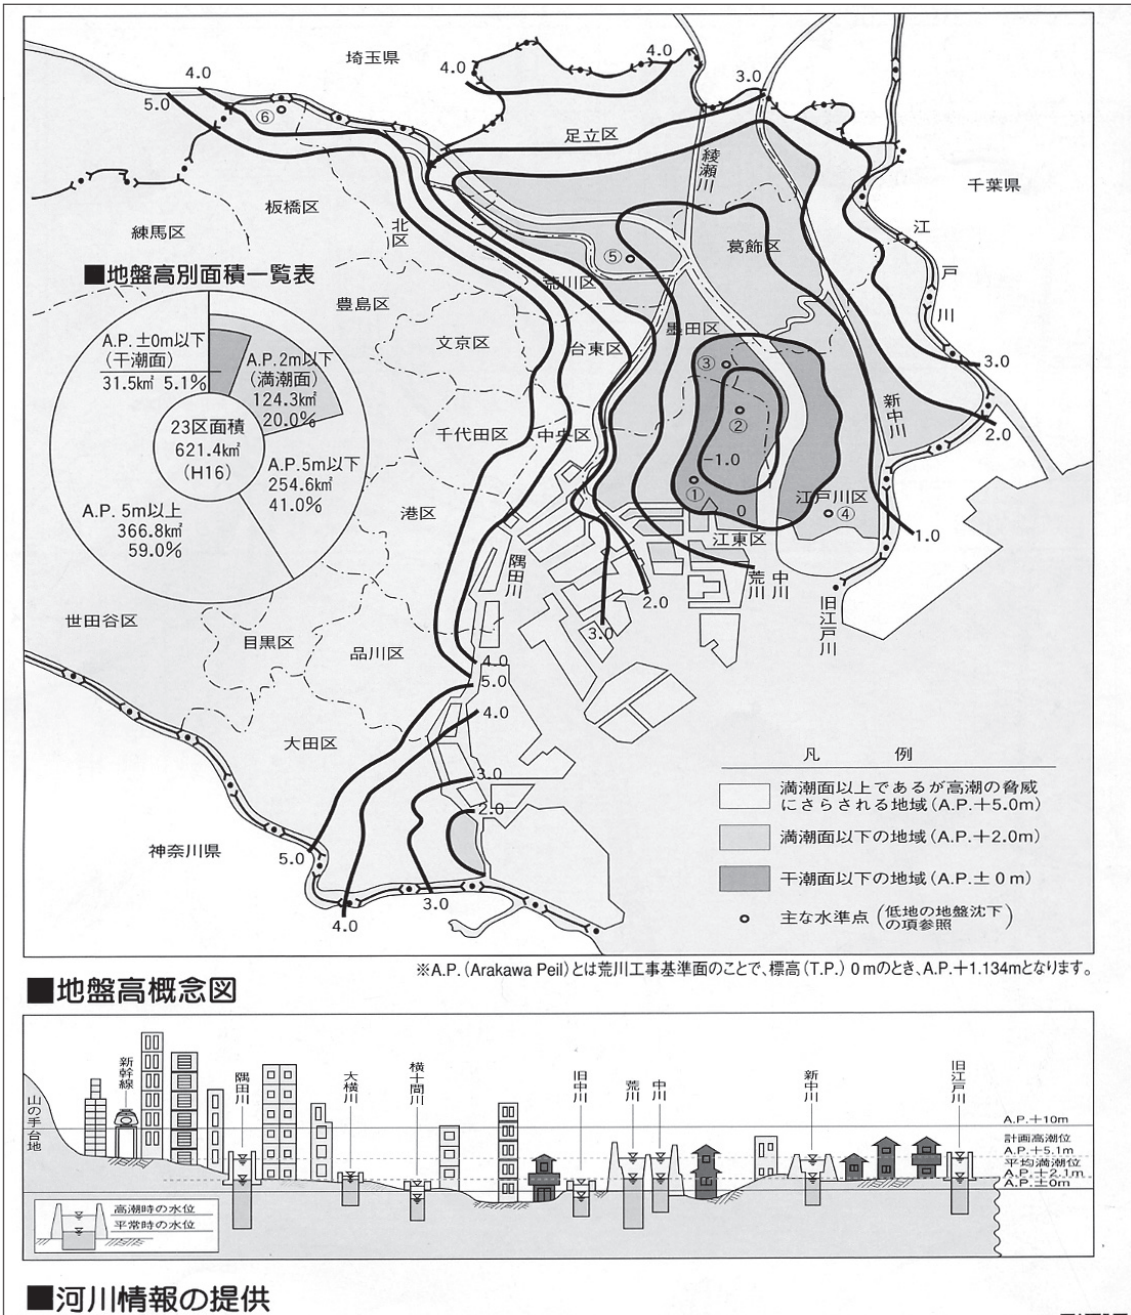 埼玉県
4.0
5.0
4.0
4.0
3.0
⑥
足立区
綾瀬川
千葉県
板橋区
練馬区
北区
⑤
葛飾区
江戸川
荒川区
豊島区
文京区
台東区
墨田区
③
②
-1.0
①
0
新中川
3.0
2.0
千代田区
中央区
江戸川区
④
1.0
港区
隅田川
江東区
荒川
中川
旧江戸川
2.0
3.0
世田谷区
目黒区
品川区
4.0
5.0
4.0
大田区
3.0
2.0
神奈川県
5.0
3.0
4.0
■地盤高別面積一覧表
A.P.±0m以下
(干潮面)
31.5k㎡ 5.1%
A.P.2m以下
(満潮面)
124.3k㎡
20.0%
23区面積
621.4k㎡
(H16)
A.P.5m以下
254.6k㎡
41.0%
A.P. 5m以上
366.8k㎡
59.0%
凡 例
満潮面以上であるが高潮の脅威
にさらされる地域(A.P.+5.0m)
満潮面以下の地域(A.P.+2.0m)
干潮面以下の地域(A.P.±0m)
主な水準点(低地の地盤沈下
の項参照)
※A.P.(Arakawa Peil)とは荒川工事基準面のことで、標高(T.P.)0mのとき、A.P.+1.134mとなります。
■地盤高概念図
山の手台地
新幹線
隅田川
大横川
横十間川
旧中川
荒川
中川
新中川
旧江戸川
A.P.+10m
計画高潮位
A.P.+5.1m
平均満潮位
A.P.+2.1m
A.P.±0m
高潮時の水位
平常時の水位
■河川情報の提供